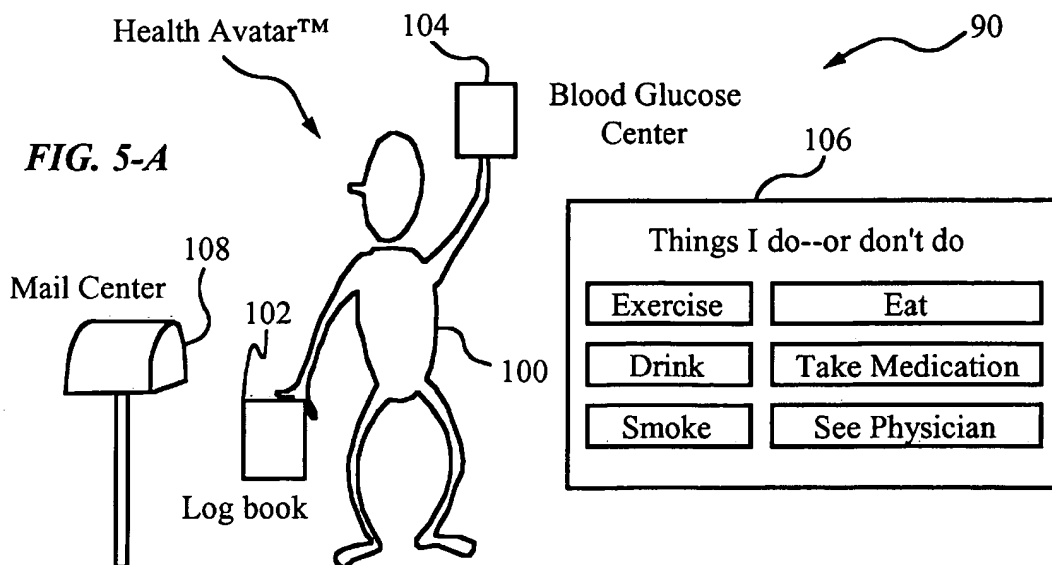 Health Avatar™
104
90
Blood Glucose
Center
FIG. 5-A
106
Things I do--or don't do
108
Mail Center
Exercise
Eat
102
100
Drink
Take Medication
Smoke
See Physician
Log book